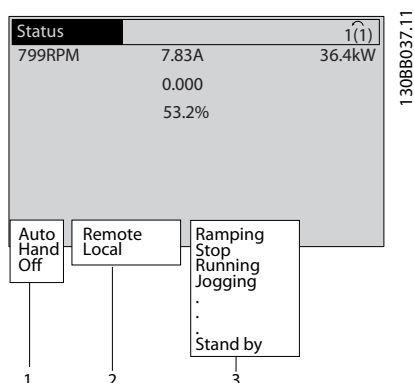 Status 1(1)
799RPM 7.83A 36.4kW
0.000
53.2%
Auto
Hand
Off
Remote
Local
Ramping
Stop
Running
Jogging
.
.
.
Stand by
1 2 3
130BB037.11